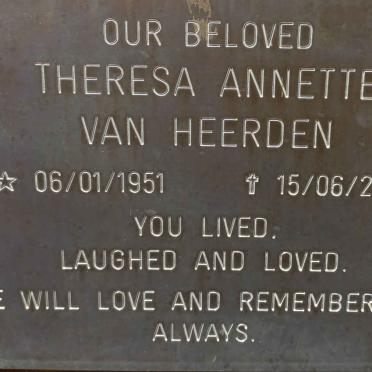 OUR BELOVED
THERESA ANNETTE
VAN HEERDEN
☆ 06/01/1951 ✝ 15/06/2
YOU LIVED.
LAUGHED AND LOVED.
E WILL LOVE AND REMEMBER
ALWAYS.